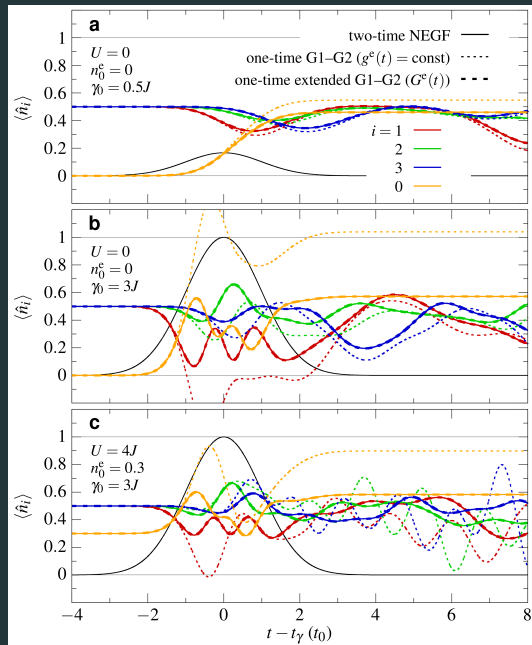 a
two-time NEGF
U = 0
one-time G1–G2 (gᵉ(t) = const)
n₀ᵉ = 0
one-time extended G1–G2 (Gᵉ(t))
γ₀ = 0.5J
1
0.8
0.6
0.4
0.2
0
⟨n̂ᵢ⟩
i = 1
2
3
0
b
U = 0
n₀ᵉ = 0
γ₀ = 3J
1
0.8
0.6
0.4
0.2
0
⟨n̂ᵢ⟩
c
U = 4J
n₀ᵉ = 0.3
γ₀ = 3J
1
0.8
0.6
0.4
0.2
0
⟨n̂ᵢ⟩
−4 −2 0 2 4 6 8
t − tᵧ (t₀)